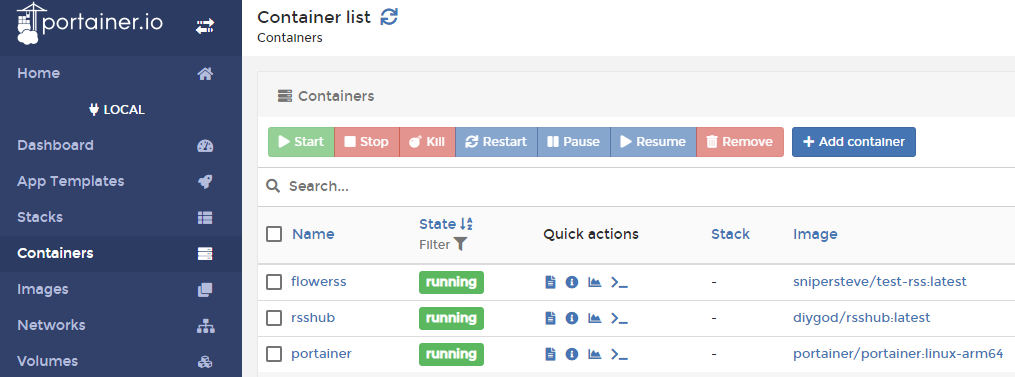 portainer.io
Home
LOCAL
Dashboard
App Templates
Stacks
Containers
Images
Networks
Volumes
Container list
Containers
Containers
Start Stop Kill Restart Pause Resume Remove Add container
Search...
Name State Filter Quick actions Stack Image
flowerss running - snipersteve/test-rss:latest
rsshub running - diygod/rsshub:latest
portainer running - portainer/portainer:linux-arm64